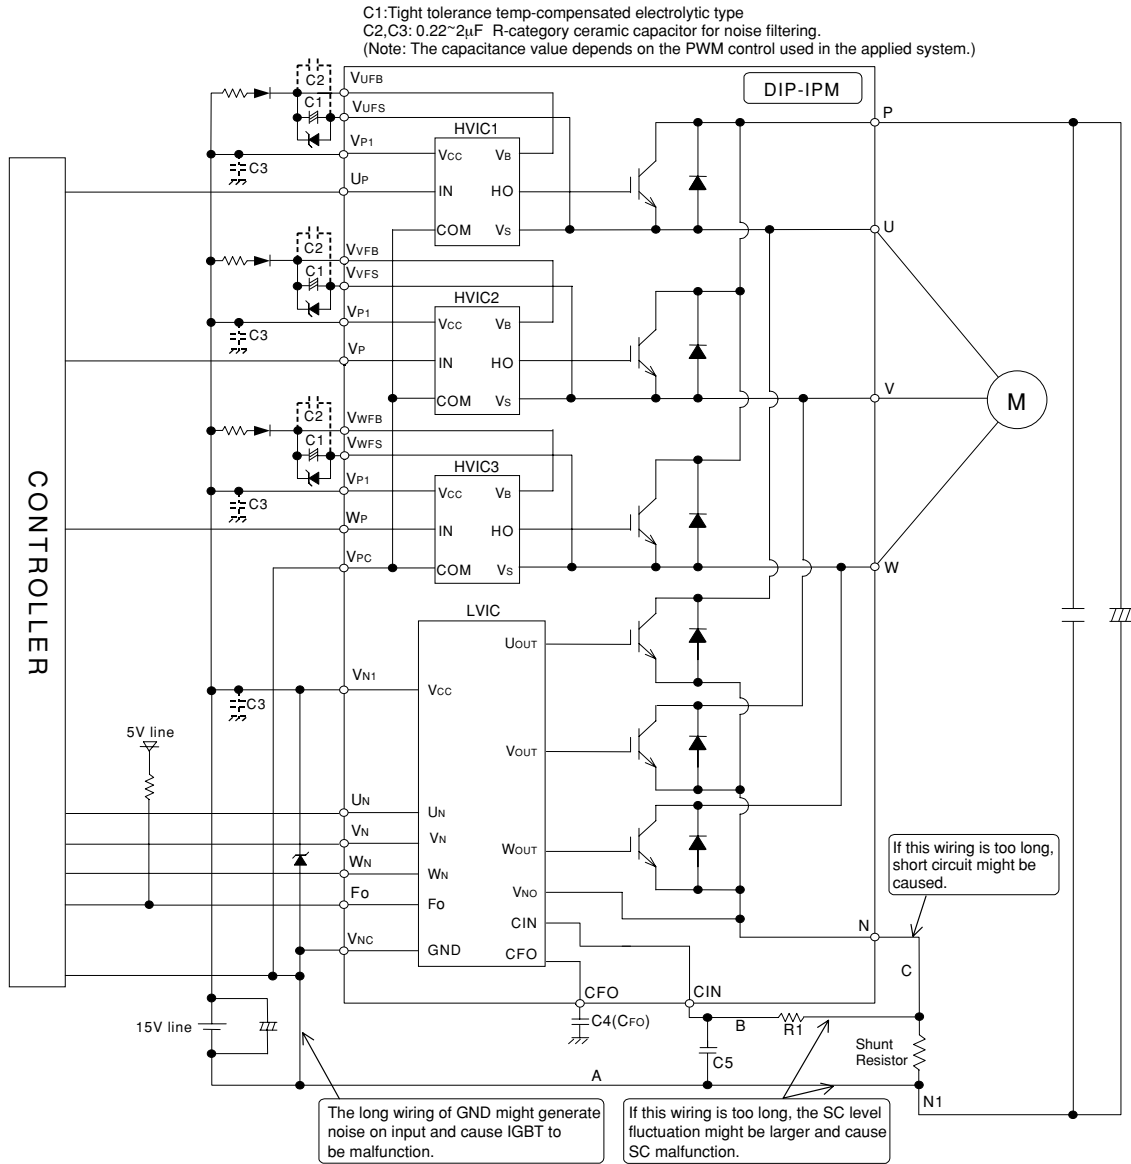 C1:Tight tolerance temp-compensated electrolytic type
C2,C3: 0.22~2μF R-category ceramic capacitor for noise filtering.
(Note: The capacitance value depends on the PWM control used in the applied system.)
DIP-IPM
C2
C1
VUFB
VUFS
VP1
C3
UP
HVIC1
VCC
VB
IN
HO
COM
VS
P
U
C2
C1
VVFB
VVFS
VP1
C3
VP
HVIC2
VCC
VB
IN
HO
COM
VS
V
M
C2
C1
VWFB
VWFS
VP1
C3
WP
VPC
HVIC3
VCC
VB
IN
HO
COM
VS
W
CONTROLLER
LVIC
UOUT
VN1
VCC
C3
5V line
VOUT
UN
UN
VN
VN
WN
WN
WOUT
Fo
Fo
VNO
CIN
VNC
GND
CFO
If this wiring is too long,
short circuit might be
caused.
N
C
CFO
CIN
15V line
C4(CFO)
B
R1
C5
Shunt
Resistor
A
N1
The long wiring of GND might generate
noise on input and cause IGBT to
be malfunction.
If this wiring is too long, the SC level
fluctuation might be larger and cause
SC malfunction.